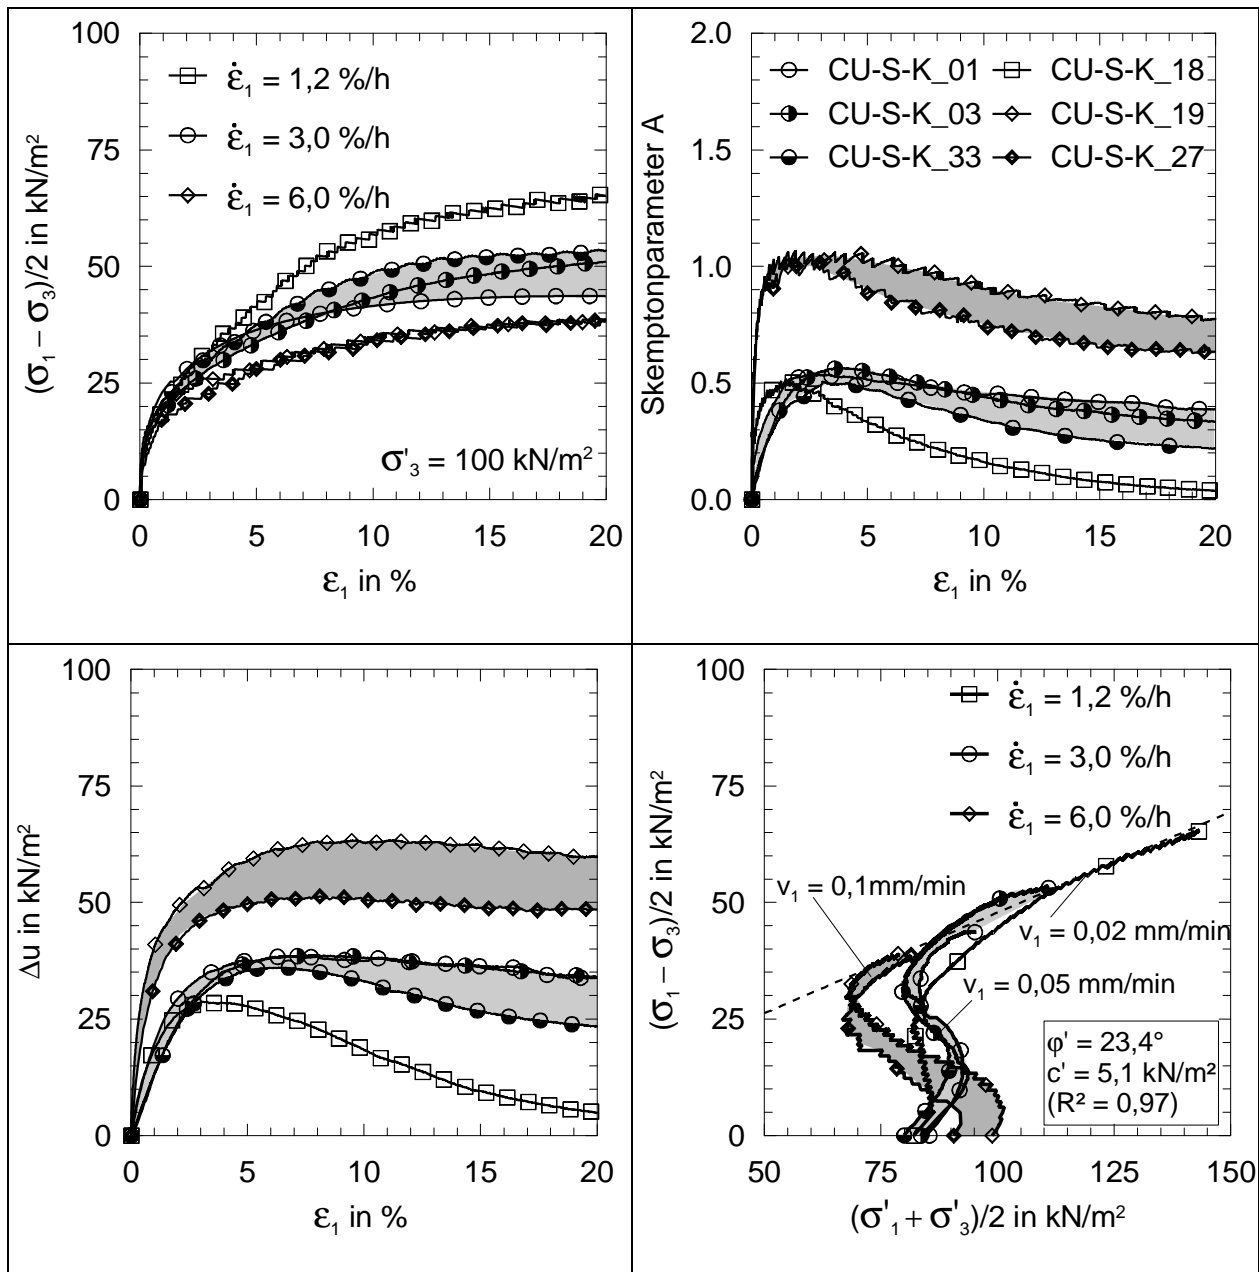 100
75
50
25
0
(σ₁ – σ₃)/2 in kN/m²
ε̇₁ = 1,2 %/h
ε̇₁ = 3,0 %/h
ε̇₁ = 6,0 %/h
σ'₃ = 100 kN/m²
0 5 10 15 20
ε₁ in %
2.0
1.5
1.0
0.5
0.0
Skemptonparameter A
CU-S-K_01 CU-S-K_18
CU-S-K_03 CU-S-K_19
CU-S-K_33 CU-S-K_27
0 5 10 15 20
ε₁ in %
100
75
50
25
0
Δu in kN/m²
0 5 10 15 20
ε₁ in %
100
75
50
25
0
(σ₁ – σ₃)/2 in kN/m²
ε̇₁ = 1,2 %/h
ε̇₁ = 3,0 %/h
ε̇₁ = 6,0 %/h
v₁ = 0,1mm/min
v₁ = 0,02 mm/min
v₁ = 0,05 mm/min
φ' = 23,4°
c' = 5,1 kN/m²
(R² = 0,97)
50 75 100 125 150
(σ'₁ + σ'₃)/2 in kN/m²